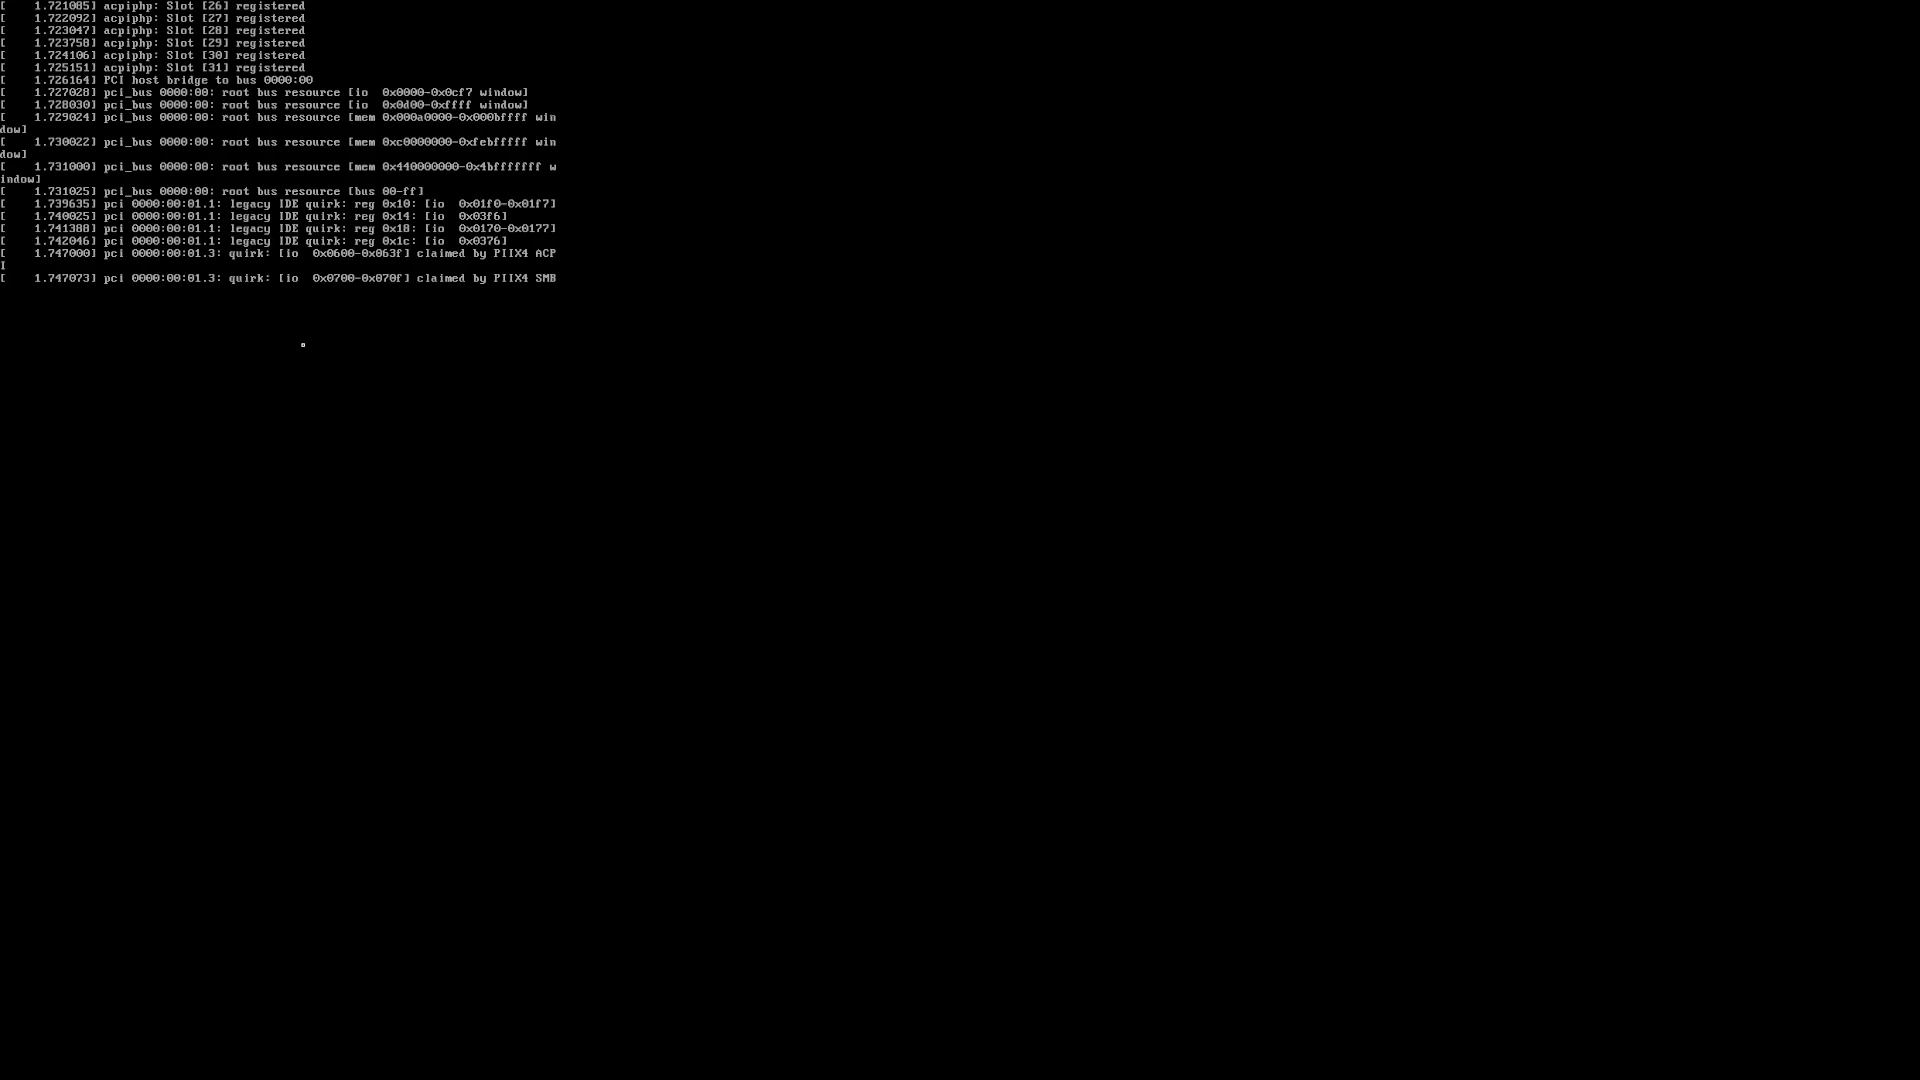 [    1.721085] acpiphp: Slot [26] registered
[    1.722092] acpiphp: Slot [27] registered
[    1.723047] acpiphp: Slot [28] registered
[    1.723758] acpiphp: Slot [29] registered
[    1.724106] acpiphp: Slot [30] registered
[    1.725151] acpiphp: Slot [31] registered
[    1.726164] PCI host bridge to bus 0000:00
[    1.727028] pci_bus 0000:00: root bus resource [io  0x0000-0x0cf7 window]
[    1.728030] pci_bus 0000:00: root bus resource [io  0x0d00-0xffff window]
[    1.729024] pci_bus 0000:00: root bus resource [mem 0x000a0000-0x000bffff win
dow]
[    1.730022] pci_bus 0000:00: root bus resource [mem 0xc0000000-0xfebfffff win
dow]
[    1.731000] pci_bus 0000:00: root bus resource [mem 0x440000000-0x4bfffffff w
indow]
[    1.731025] pci_bus 0000:00: root bus resource [bus 00-ff]
[    1.739635] pci 0000:00:01.1: legacy IDE quirk: reg 0x10: [io  0x01f0-0x01f7]
[    1.740025] pci 0000:00:01.1: legacy IDE quirk: reg 0x14: [io  0x03f6]
[    1.741388] pci 0000:00:01.1: legacy IDE quirk: reg 0x18: [io  0x0170-0x0177]
[    1.742046] pci 0000:00:01.1: legacy IDE quirk: reg 0x1c: [io  0x0376]
[    1.747000] pci 0000:00:01.3: quirk: [io  0x0600-0x063f] claimed by PIIX4 ACP
I
[    1.747073] pci 0000:00:01.3: quirk: [io  0x0700-0x070f] claimed by PIIX4 SMB